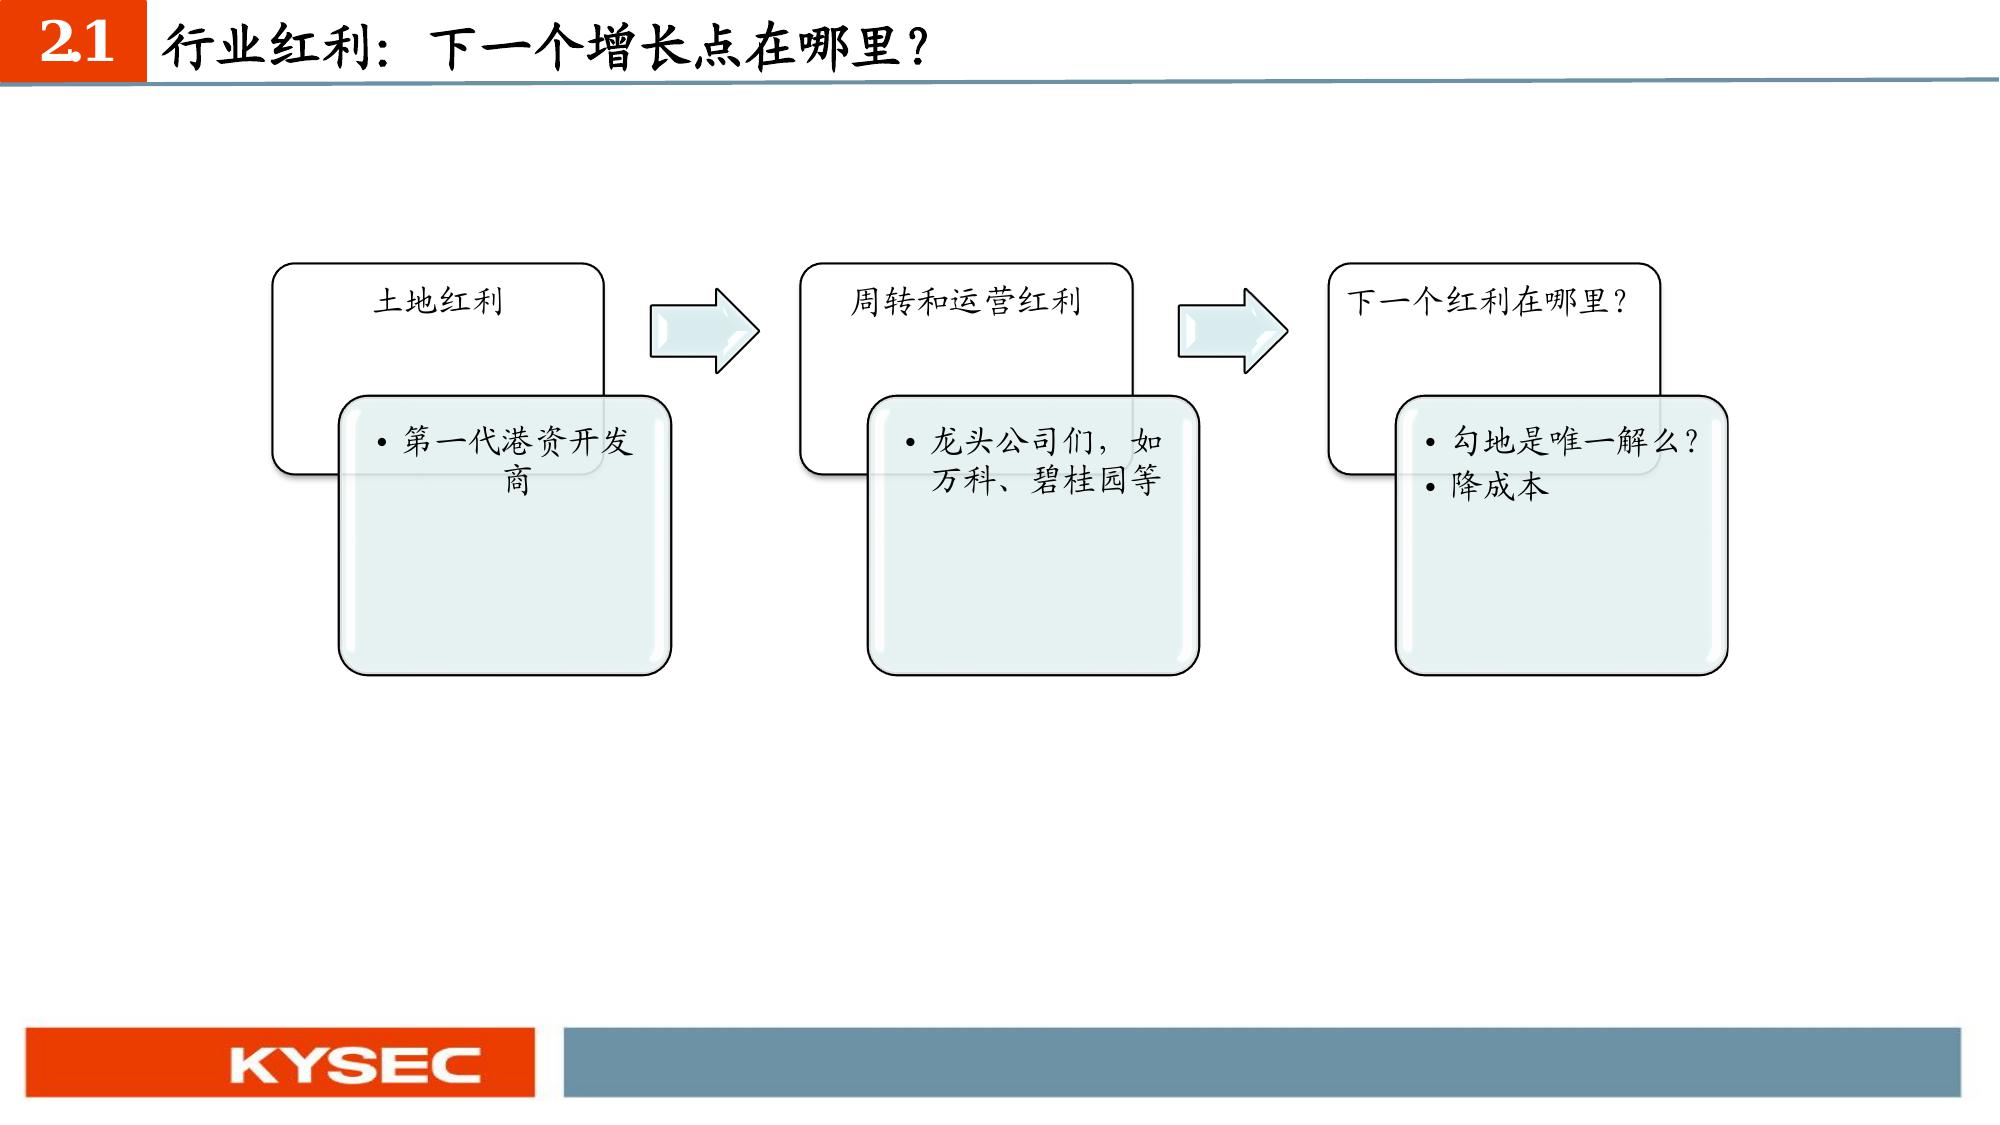 2.1 行业红利：下一个增长点在哪里？
土地红利
• 第一代港资开发
商
周转和运营红利
• 龙头公司们，如
万科、碧桂园等
下一个红利在哪里？
• 勾地是唯一解么？
• 降成本
KYSEC